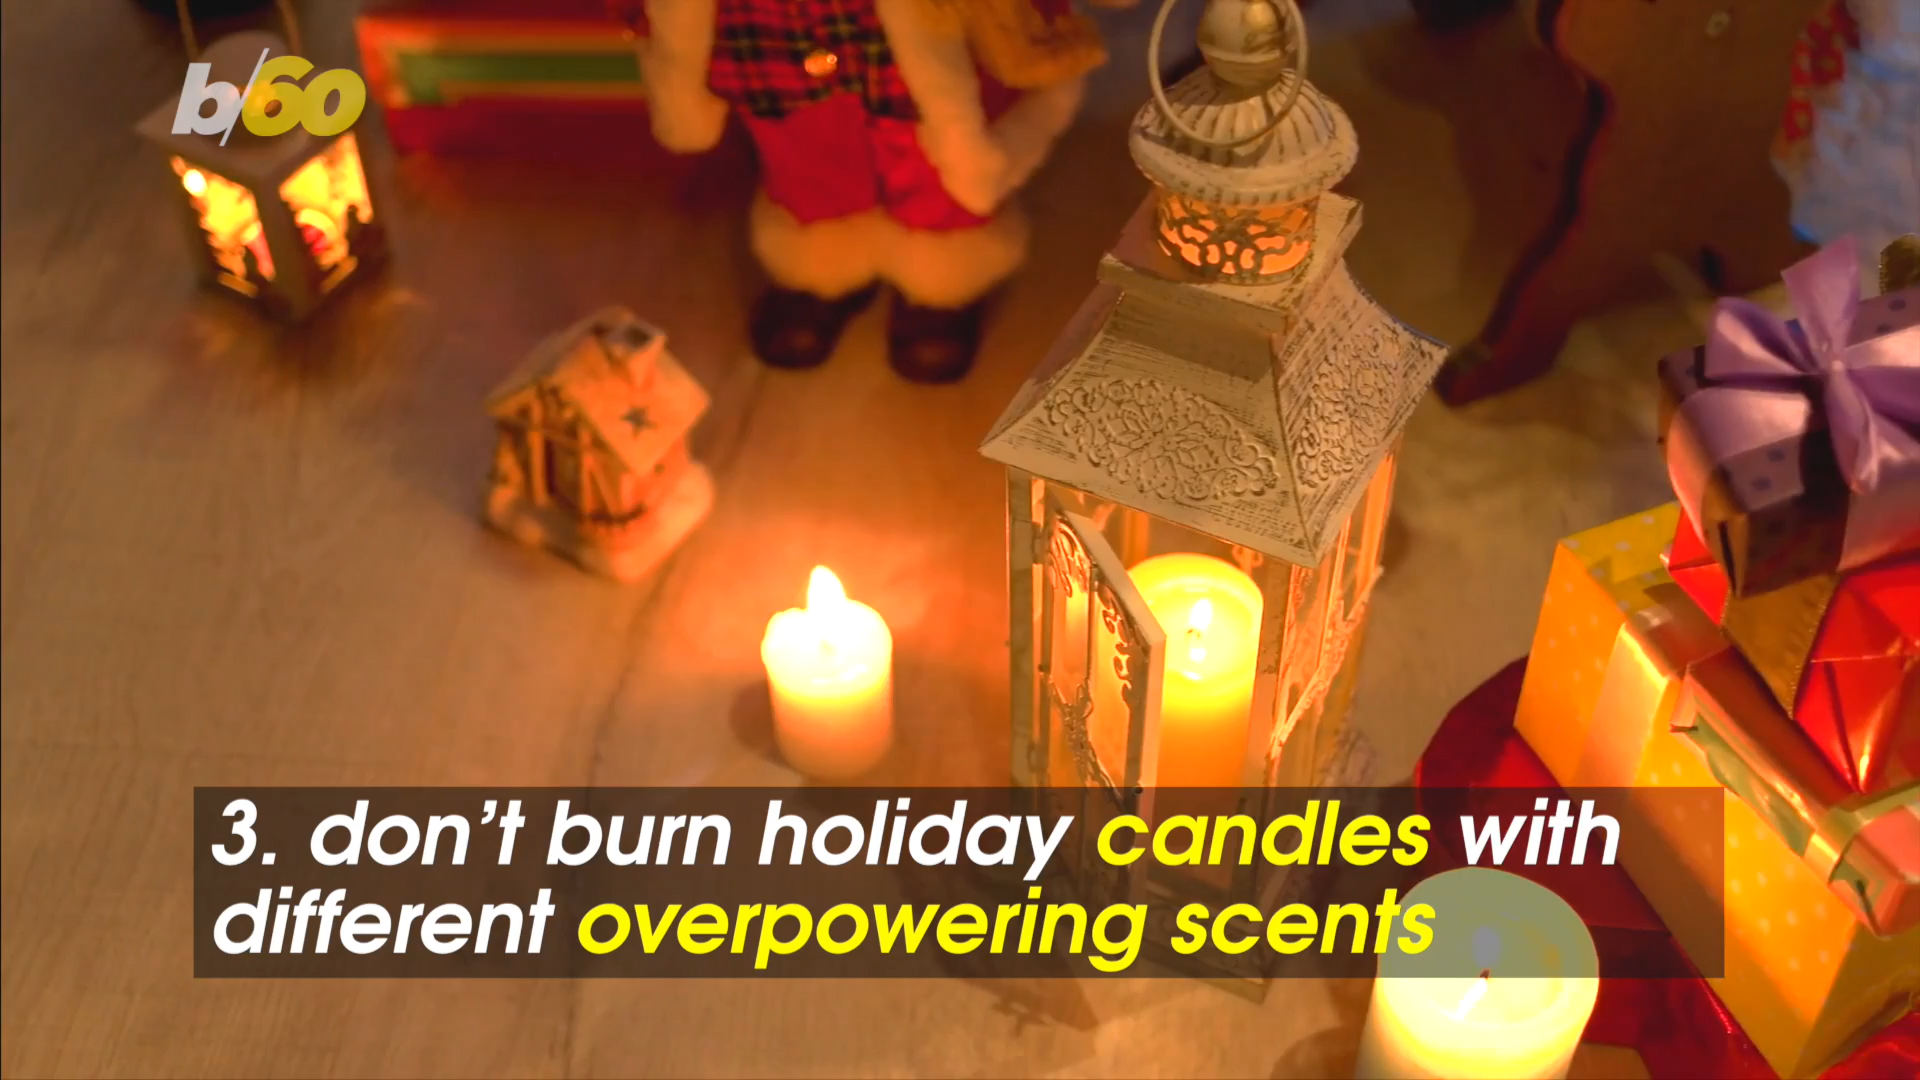 b/60
3. don't burn holiday candles with
different overpowering scents